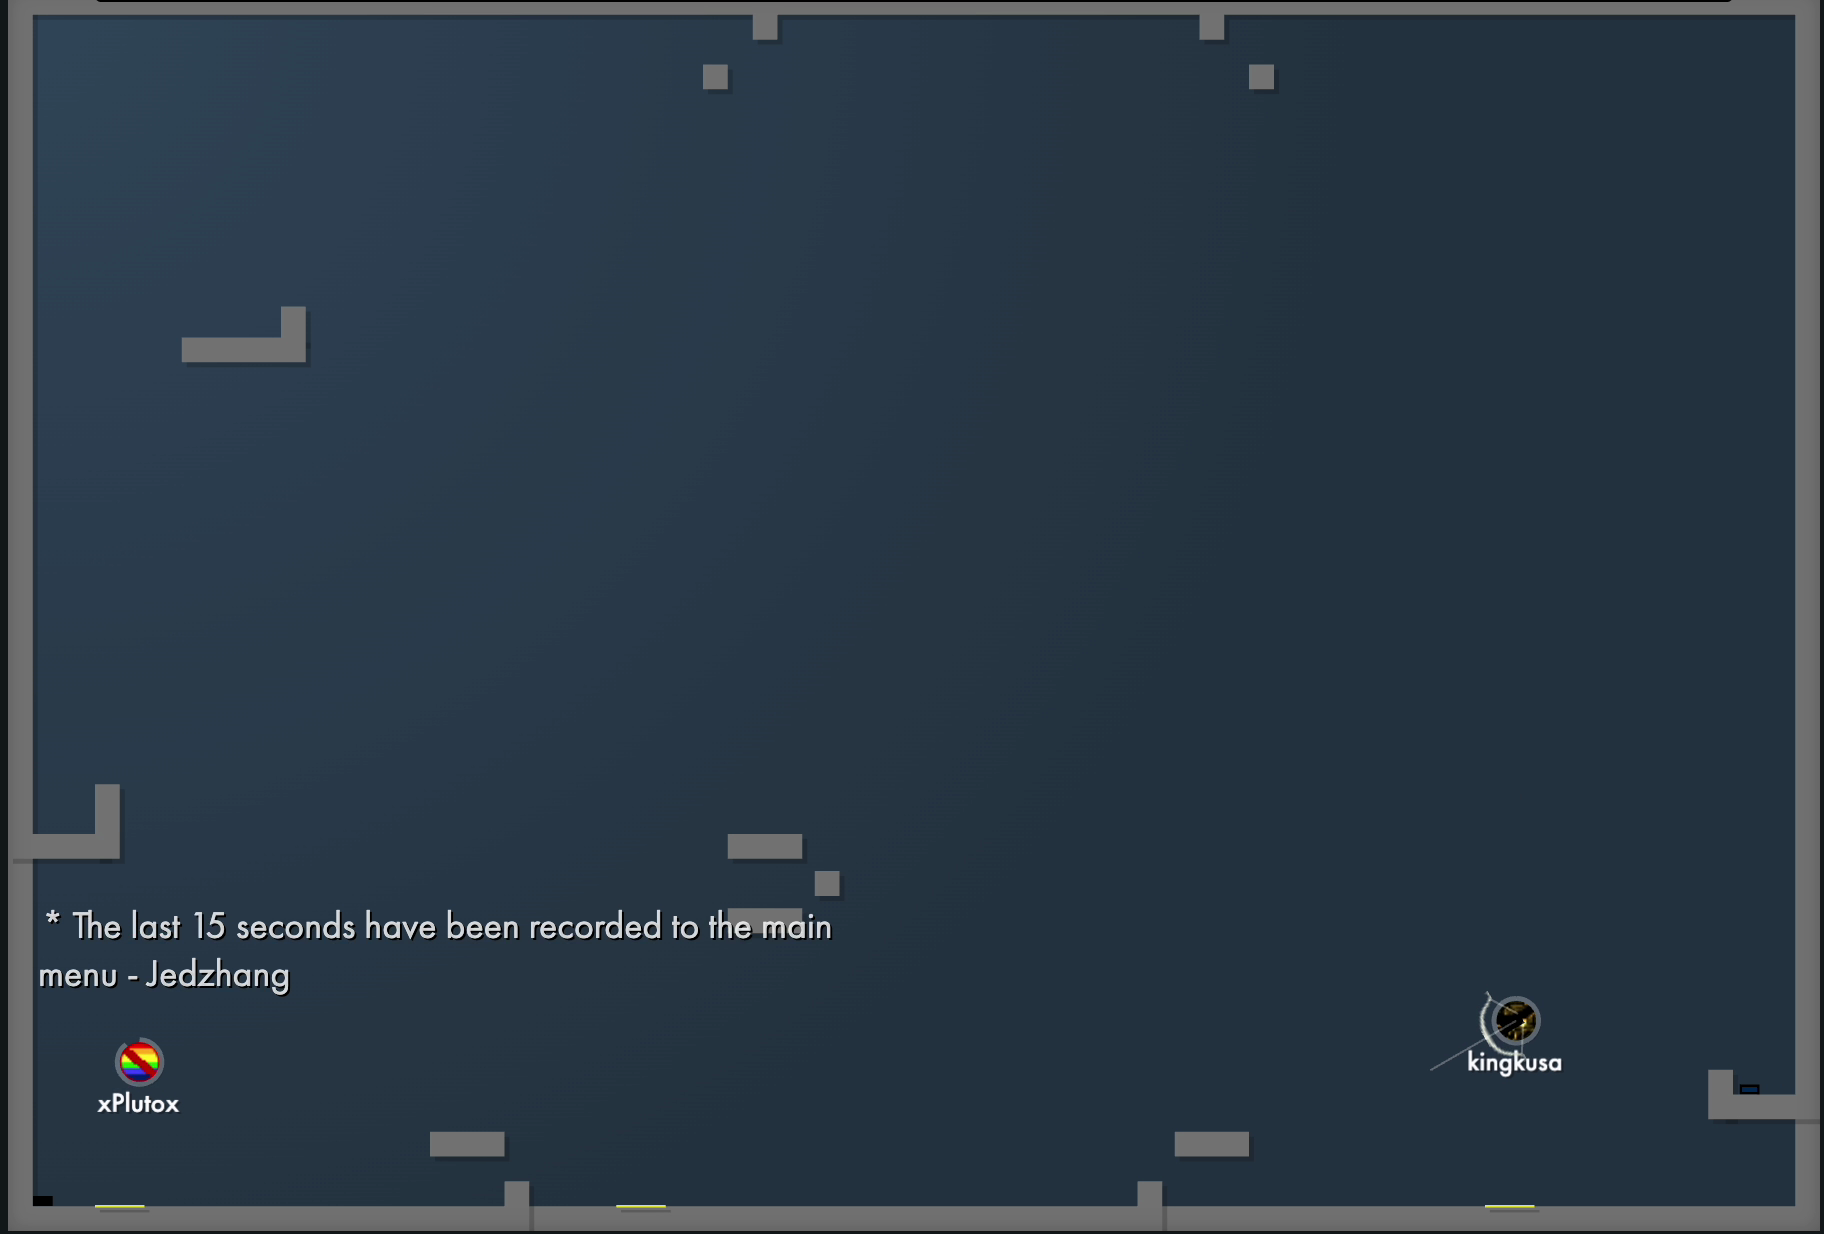 * The last 15 seconds have been recorded to the main
menu - Jedzhang
kingkusa
xPlutox